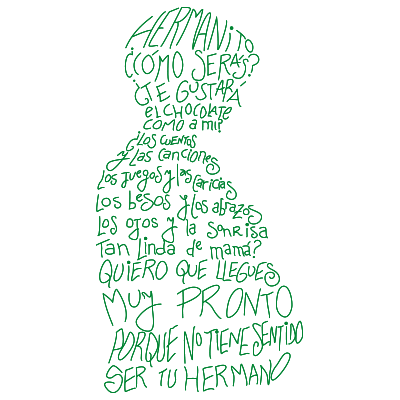 HERMANITO
¿CÓMO SERÁS?
¿TE GUSTARÁ
EL CHOCOLATE
COMO A MI?
¿LOS CUENTOS
y las canciones
Los juegos y las caricias
Los besos y los abrazos
Los ojos y la sonrisa
Tan linda de mamá?
QUIERO QUE LLEGUES
MUY PRONTO
PORQUE NO TIENE SENTIDO
SER TU HERMANO